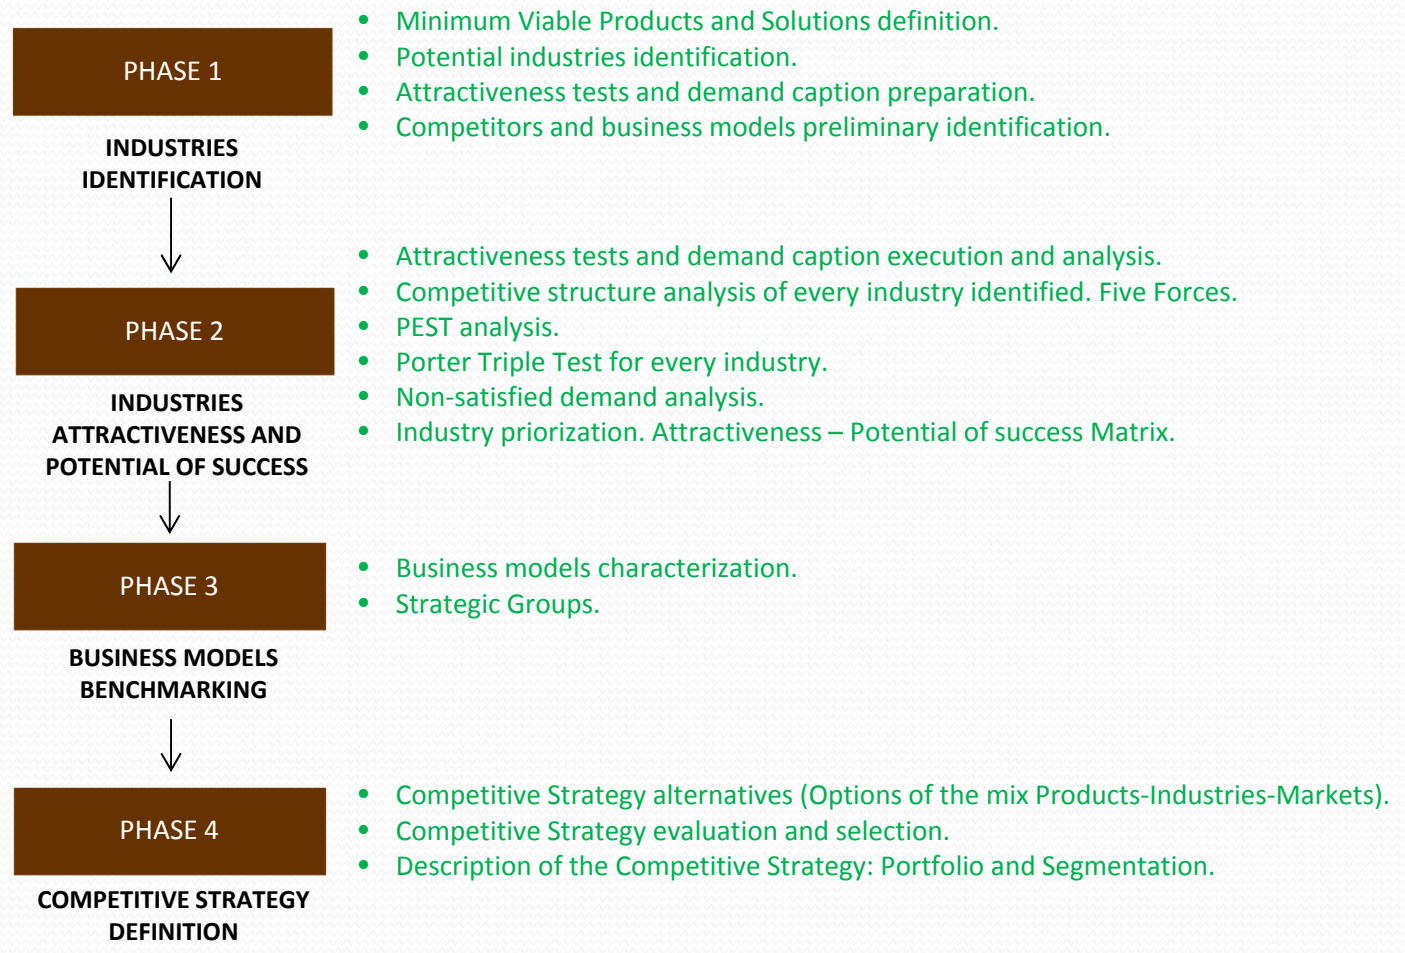 PHASE 1
INDUSTRIES
IDENTIFICATION
• Minimum Viable Products and Solutions definition.
• Potential industries identification.
• Attractiveness tests and demand caption preparation.
• Competitors and business models preliminary identification.
PHASE 2
INDUSTRIES
ATTRACTIVENESS AND
POTENTIAL OF SUCCESS
• Attractiveness tests and demand caption execution and analysis.
• Competitive structure analysis of every industry identified. Five Forces.
• PEST analysis.
• Porter Triple Test for every industry.
• Non-satisfied demand analysis.
• Industry priorization. Attractiveness – Potential of success Matrix.
PHASE 3
BUSINESS MODELS
BENCHMARKING
• Business models characterization.
• Strategic Groups.
PHASE 4
COMPETITIVE STRATEGY
DEFINITION
• Competitive Strategy alternatives (Options of the mix Products-Industries-Markets).
• Competitive Strategy evaluation and selection.
• Description of the Competitive Strategy: Portfolio and Segmentation.